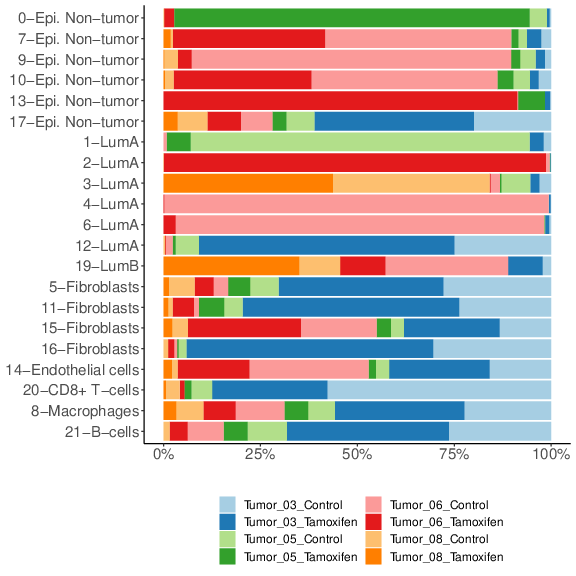 0−Epi. Non−tumor
7−Epi. Non−tumor
9−Epi. Non−tumor
10−Epi. Non−tumor
13−Epi. Non−tumor
17−Epi. Non−tumor
1−LumA
2−LumA
3−LumA
4−LumA
6−LumA
12−LumA
19−LumB
5−Fibroblasts
11−Fibroblasts
15−Fibroblasts
16−Fibroblasts
14−Endothelial cells
20−CD8+ T−cells
8−Macrophages
21−B−cells
0% 25% 50% 75% 100%
Tumor_03_Control Tumor_06_Control
Tumor_03_Tamoxifen Tumor_06_Tamoxifen
Tumor_05_Control Tumor_08_Control
Tumor_05_Tamoxifen Tumor_08_Tamoxifen